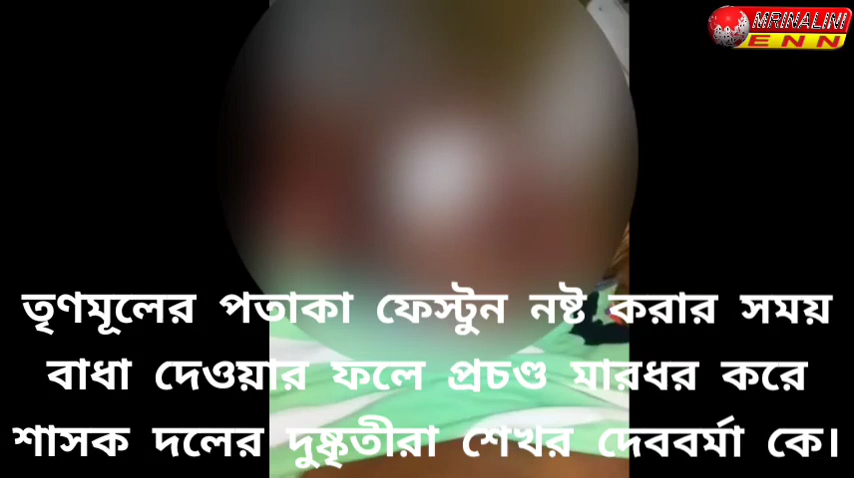 MRINALINI
ENN
তৃণমূলের পতাকা ফেস্টুন নষ্ট করার সময়
বাধা দেওয়ার ফলে প্রচণ্ড মারধর করে
শাসক দলের দুষ্কৃতীরা শেখর দেববর্মা কে।